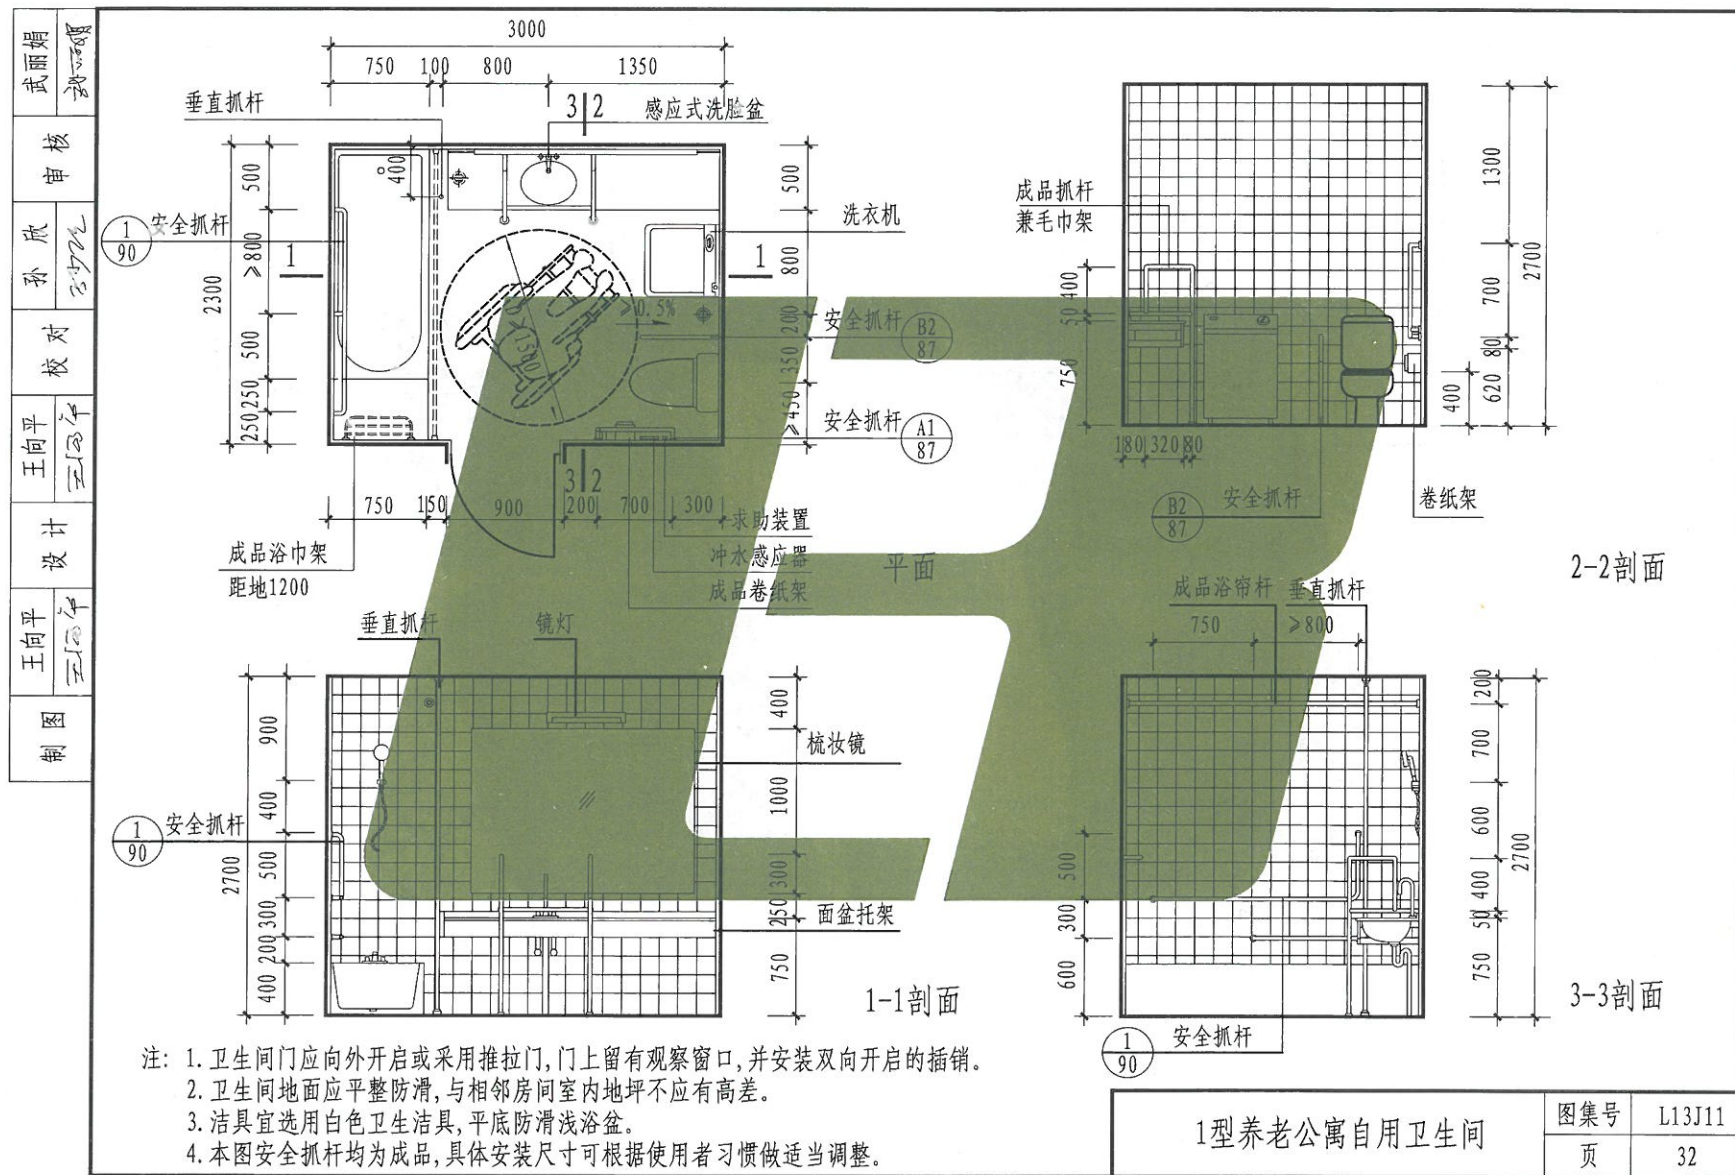 武丽娟
审核
孙欣
校对
王向平
设计
王向平
制图
3000
750 100 800 1350
垂直抓杆
3 2
感应式洗脸盆
400
500
≥800
2300
500
250
250
1
90
安全抓杆
1
1
500
洗衣机
800
≥0.5%
200
安全抓杆
B2
87
350
≥450
安全抓杆
A1
87
3 2
750 150 900 200 700 300
成品浴巾架
距地1200
求助装置
冲水感应器
成品卷纸架
平面
成品抓杆
兼毛巾架
400
50
750
1300
700
80
620
2700
400
180 320 80
B2
87
安全抓杆
卷纸架
2-2剖面
垂直抓杆
镜灯
900
400
500
300
200
400
2700
1
90
安全抓杆
400
梳妆镜
1000
300
250
面盆托架
750
1-1剖面
成品浴帘杆
垂直抓杆
750
≥800
500
300
600
200
700
600
400
50
750
2700
1
90
安全抓杆
3-3剖面
注: 1.卫生间门应向外开启或采用推拉门,门上留有观察窗口,并安装双向开启的插销。
2.卫生间地面应平整防滑,与相邻房间室内地坪不应有高差。
3.洁具宜选用白色卫生洁具,平底防滑浅浴盆。
4.本图安全抓杆均为成品,具体安装尺寸可根据使用者习惯做适当调整。
1型养老公寓自用卫生间
图集号 L13J11
页 32